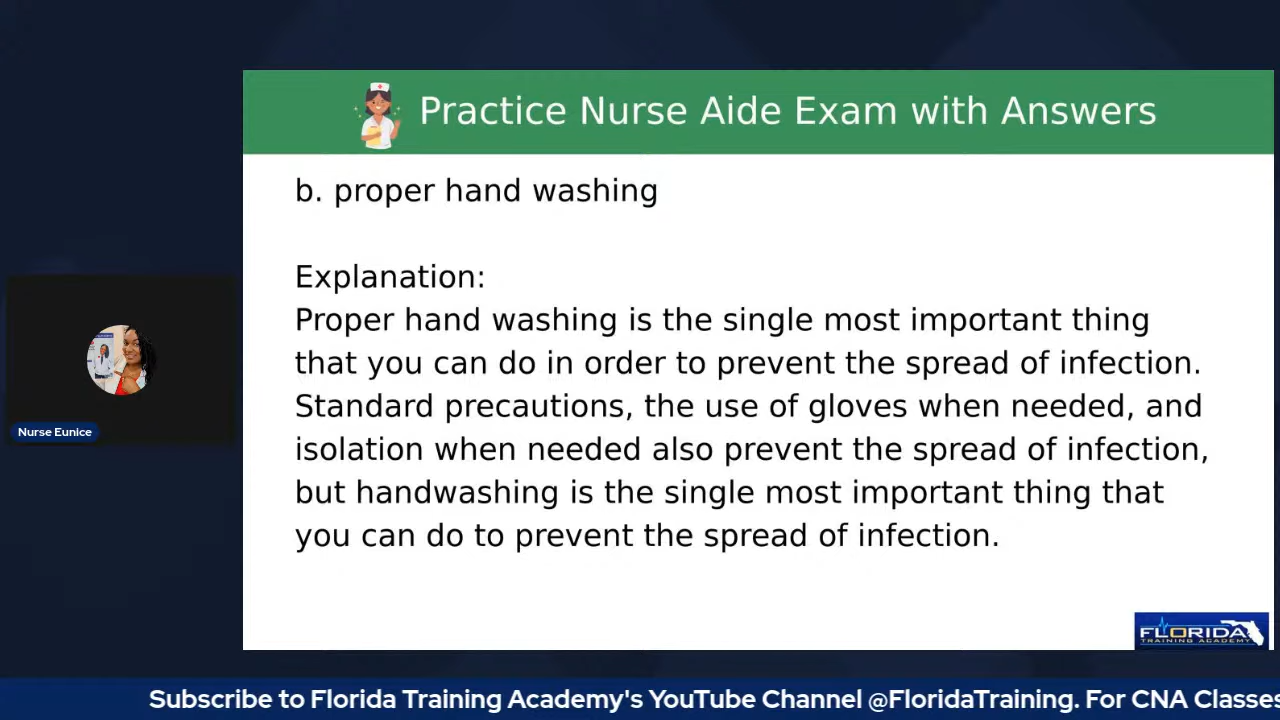 Practice Nurse Aide Exam with Answers
b. proper hand washing
Explanation:
Proper hand washing is the single most important thing
that you can do in order to prevent the spread of infection.
Standard precautions, the use of gloves when needed, and
isolation when needed also prevent the spread of infection,
but handwashing is the single most important thing that
you can do to prevent the spread of infection.
Nurse Eunice
FLORIDA
TRAINING ACADEMY
Subscribe to Florida Training Academy's YouTube Channel @FloridaTraining. For CNA Classes